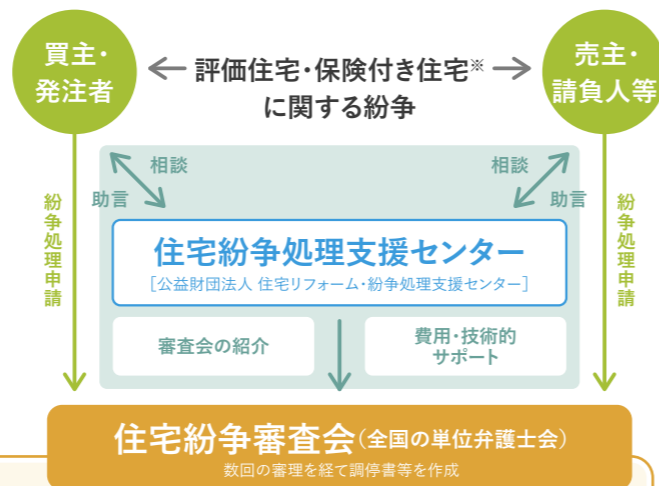 買主・
発注者
評価住宅・保険付き住宅※
に関する紛争
売主・
請負人等
相談
助言
相談
助言
紛争処理申請
紛争処理申請
住宅紛争処理支援センター
[公益財団法人 住宅リフォーム・紛争処理支援センター]
審査会の紹介
費用・技術的
サポート
住宅紛争審査会(全国の単位弁護士会)
数回の審理を経て調停書等を作成